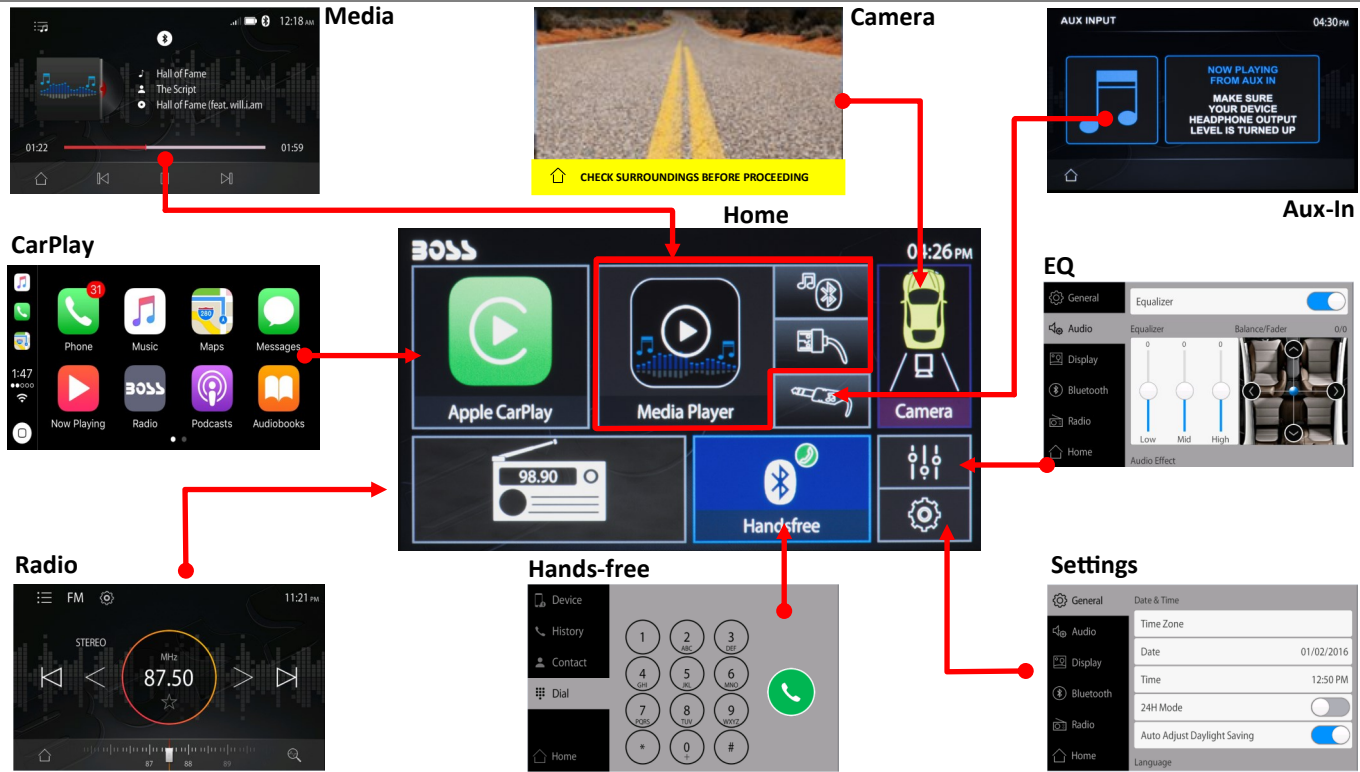 Media
12:18 AM
Hall of Fame
The Script
Hall of Fame (feat. will.i.am
01:22
01:59
Camera
CHECK SURROUNDINGS BEFORE PROCEEDING
AUX INPUT
04:30 PM
NOW PLAYING
FROM AUX IN
MAKE SURE
YOUR DEVICE
HEADPHONE OUTPUT
LEVEL IS TURNED UP
Aux-In
CarPlay
31
280
Phone
Music
Maps
Messages
1:47
BOSS
Now Playing
Radio
Podcasts
Audiobooks
Home
BOSS
04:26 PM
Apple CarPlay
Media Player
Camera
98.90
Handsfree
EQ
General
Audio
Display
Bluetooth
Radio
Home
Equalizer
Equalizer
Balance/Fader
0/0
0
0
0
Low
Mid
High
Audio Effect
Radio
FM
11:21 PM
STEREO
MHz
87.50
87
88
89
Hands-free
Device
History
Contact
Dial
Home
1
2
ABC
3
DEF
4
GHI
5
JKL
6
MNO
7
PQRS
8
TUV
9
WXYZ
*
0
+
#
Settings
General
Audio
Display
Bluetooth
Radio
Home
Date & Time
Time Zone
Date
01/02/2016
Time
12:50 PM
24H Mode
Auto Adjust Daylight Saving
Language